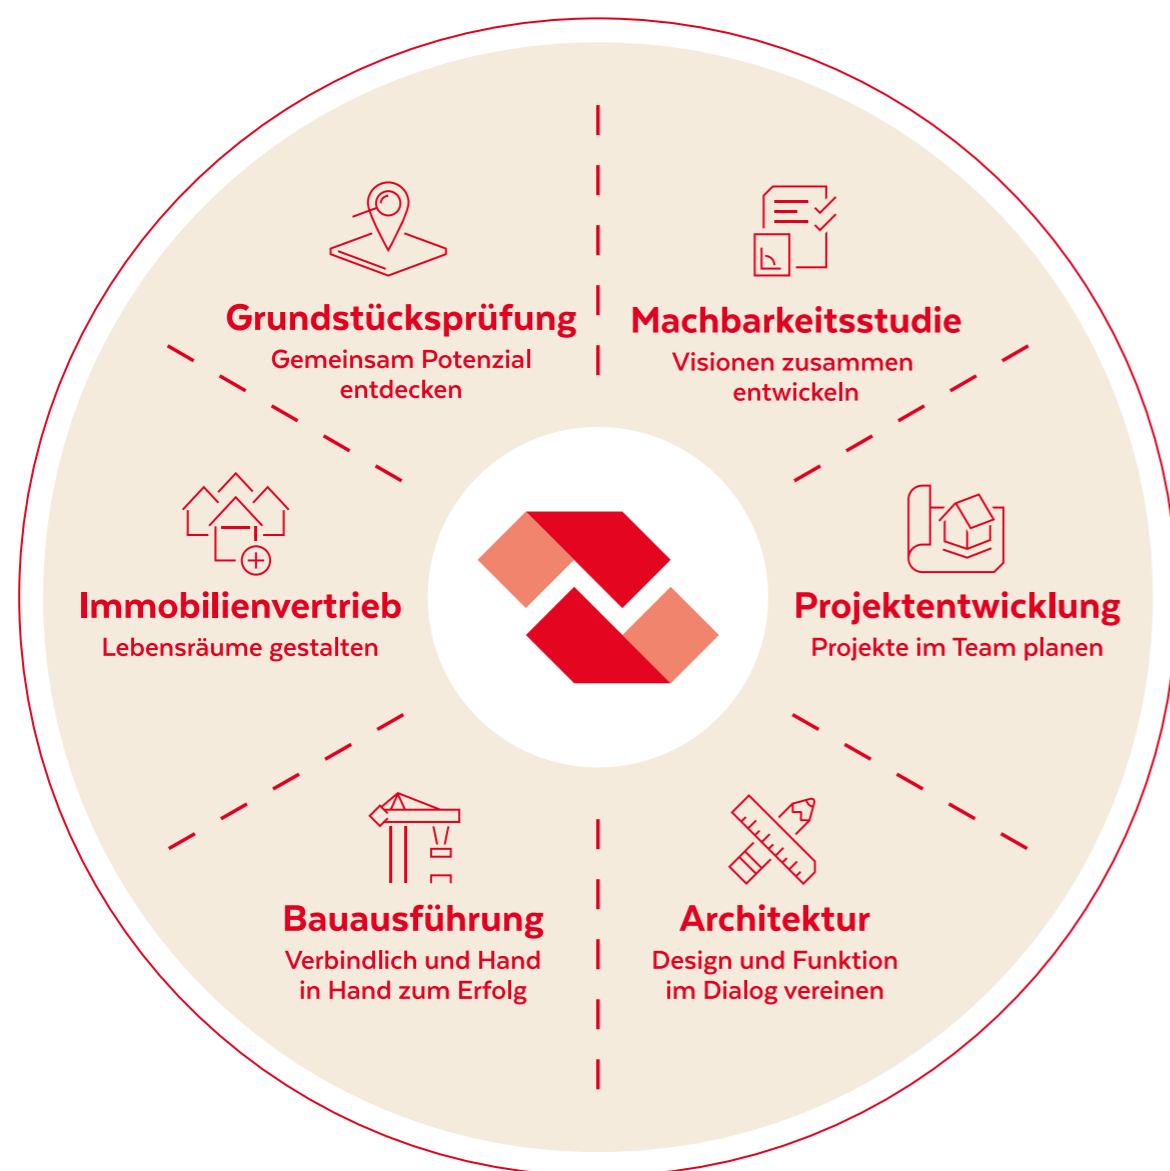 Grundstücksprüfung
Gemeinsam Potenzial
entdecken
Machbarkeitsstudie
Visionen zusammen
entwickeln
Immobilienvertrieb
Lebensräume gestalten
Projektentwicklung
Projekte im Team planen
Bauausführung
Verbindlich und Hand
in Hand zum Erfolg
Architektur
Design und Funktion
im Dialog vereinen